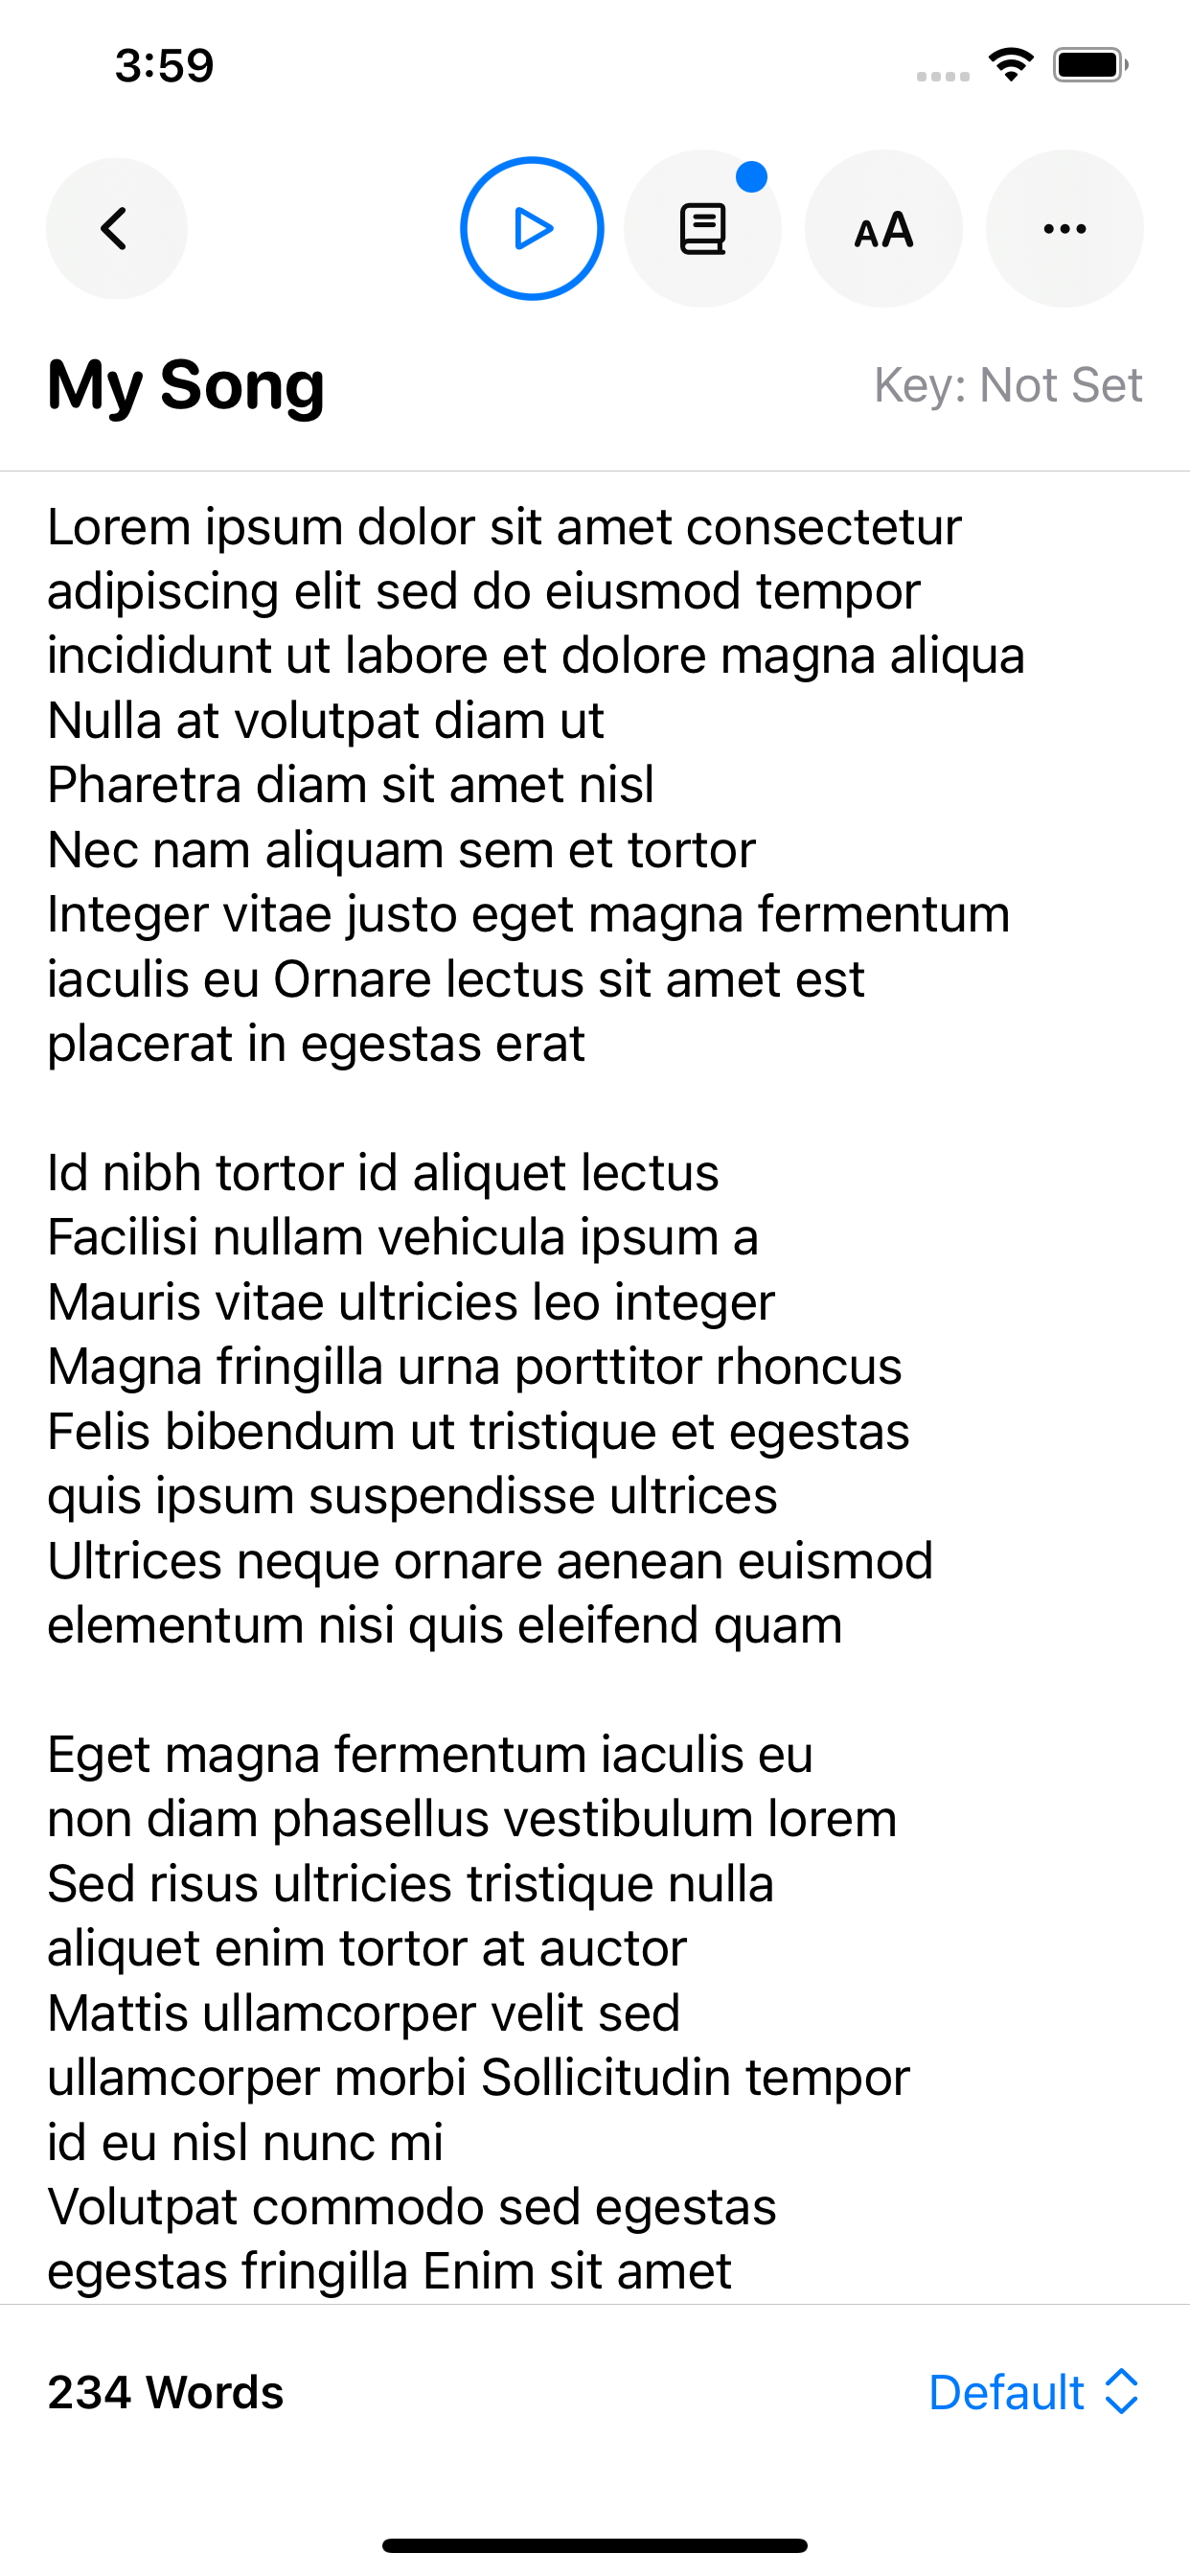 3:59
AA
My Song
Key: Not Set
Lorem ipsum dolor sit amet consectetur
adipiscing elit sed do eiusmod tempor
incididunt ut labore et dolore magna aliqua
Nulla at volutpat diam ut
Pharetra diam sit amet nisl
Nec nam aliquam sem et tortor
Integer vitae justo eget magna fermentum
iaculis eu Ornare lectus sit amet est
placerat in egestas erat

Id nibh tortor id aliquet lectus
Facilisi nullam vehicula ipsum a
Mauris vitae ultricies leo integer
Magna fringilla urna porttitor rhoncus
Felis bibendum ut tristique et egestas
quis ipsum suspendisse ultrices
Ultrices neque ornare aenean euismod
elementum nisi quis eleifend quam

Eget magna fermentum iaculis eu
non diam phasellus vestibulum lorem
Sed risus ultricies tristique nulla
aliquet enim tortor at auctor
Mattis ullamcorper velit sed
ullamcorper morbi Sollicitudin tempor
id eu nisl nunc mi
Volutpat commodo sed egestas
egestas fringilla Enim sit amet
234 Words
Default